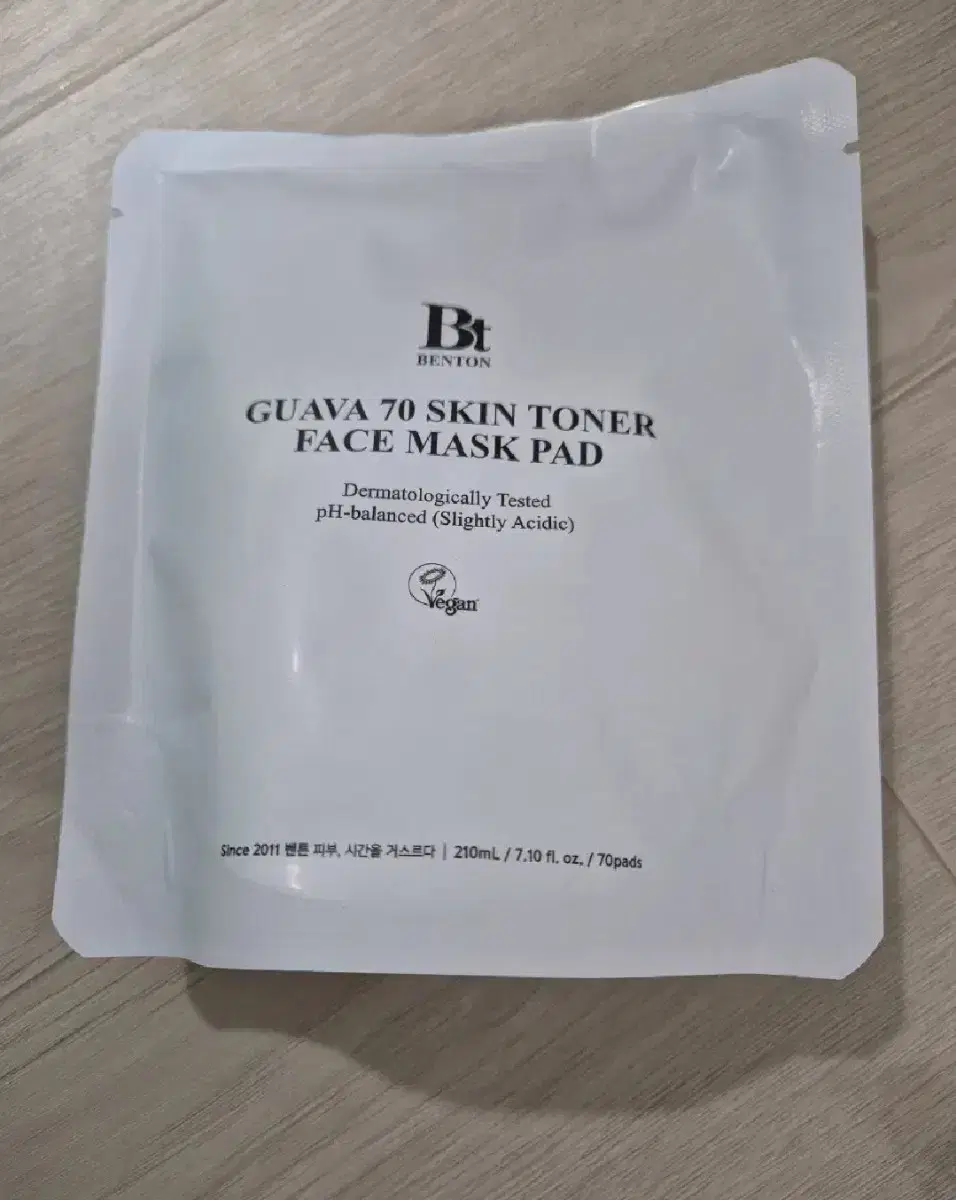 Bt
BENTON
GUAVA 70 SKIN TONER
FACE MASK PAD
Dermatologically Tested
pH-balanced (Slightly Acidic)
Vegan
Since 2011 벤튼 피부, 시간을 거스르다 | 210mL / 7.10 fl. oz. / 70pads